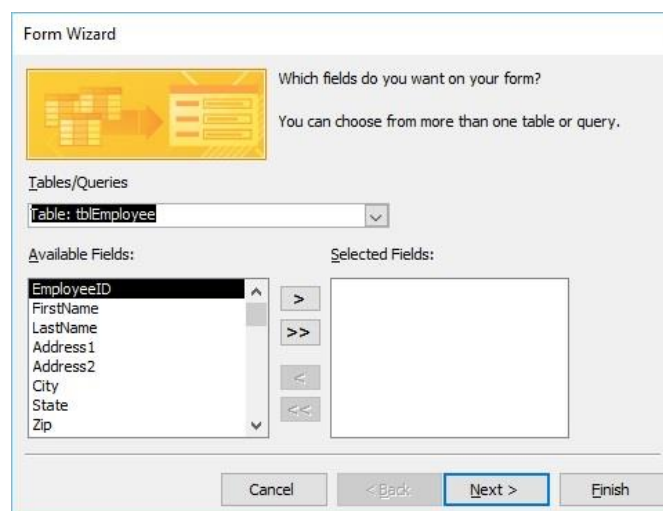 Form Wizard
Which fields do you want on your form?
You can choose from more than one table or query.
Tables/Queries
Table: tblEmployee
Available Fields:
Selected Fields:
EmployeeID
FirstName
LastName
Address1
Address2
City
State
Zip
>
>>
<
<<
Cancel
< Back
Next >
Finish